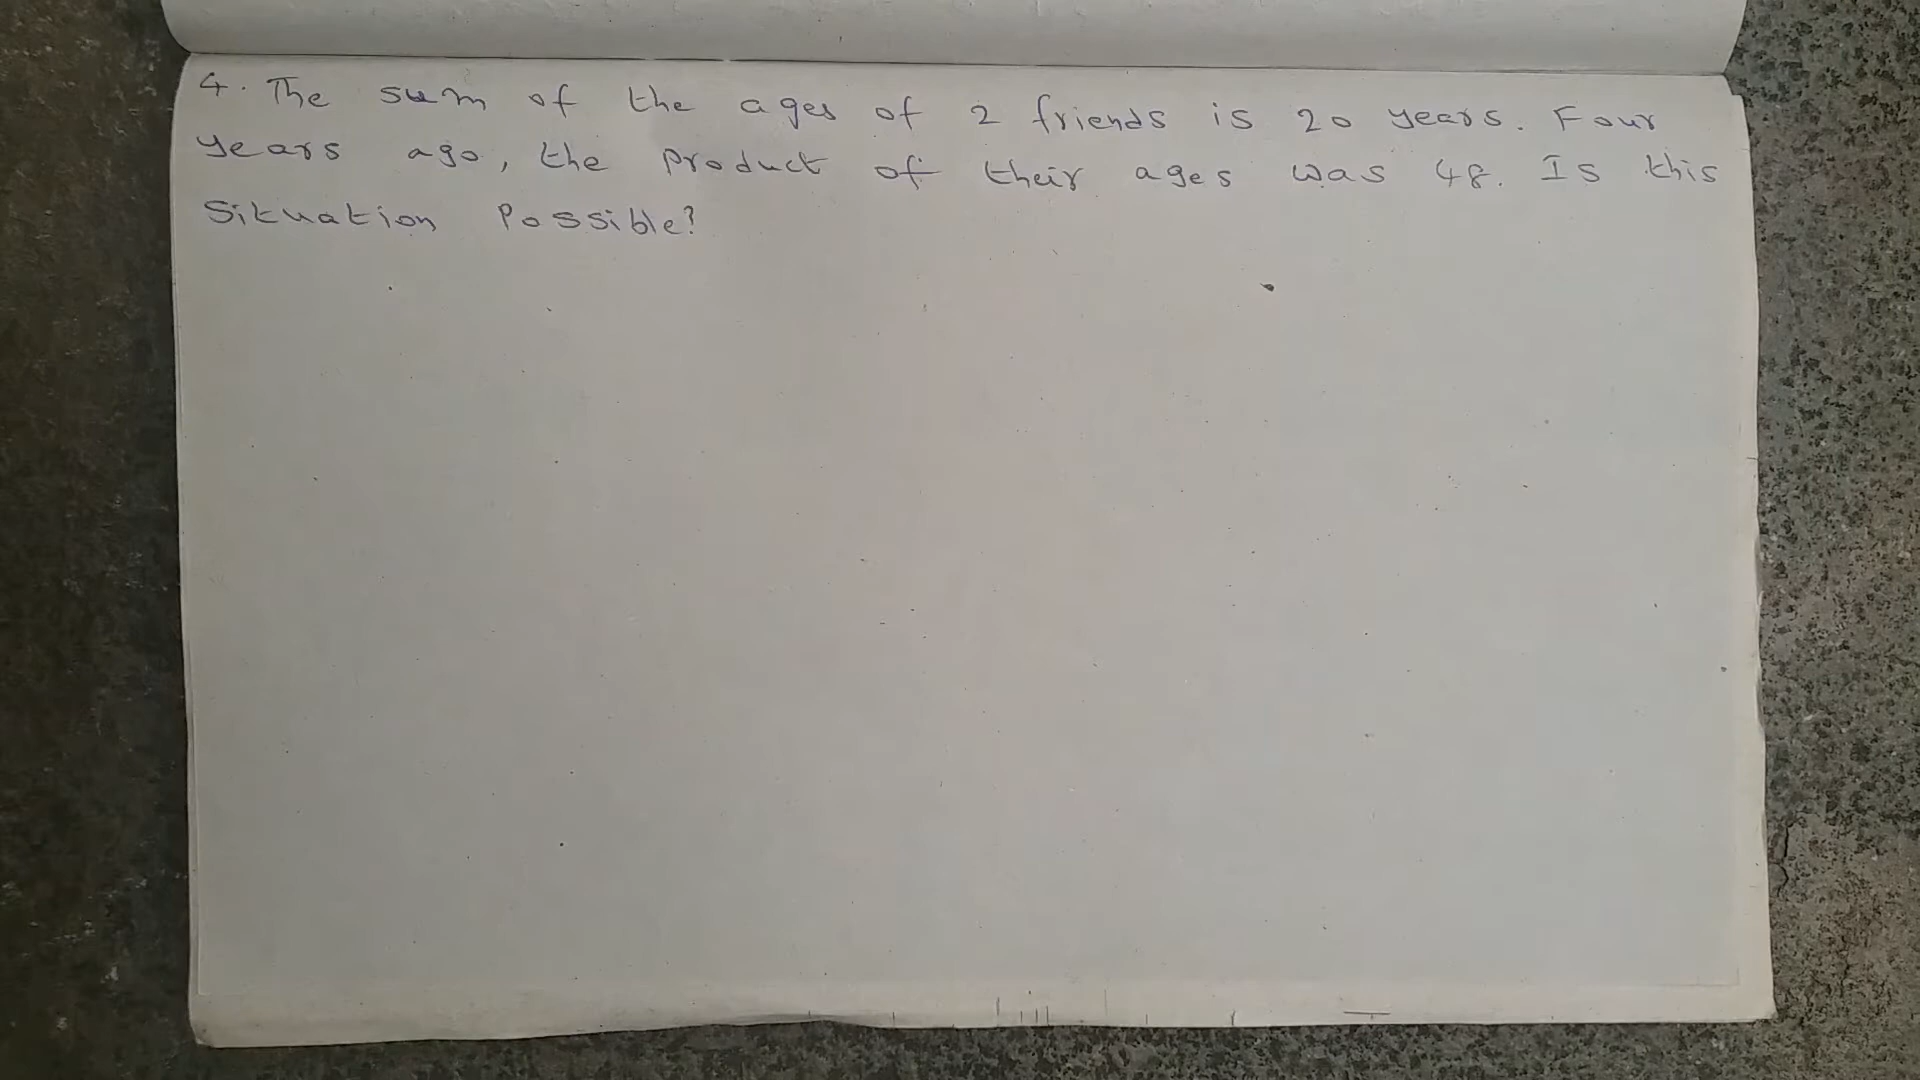 4. The sum of the ages of 2 friends is 20 years. Four
years ago, the product of their ages was 48. Is this
Situation Possible?